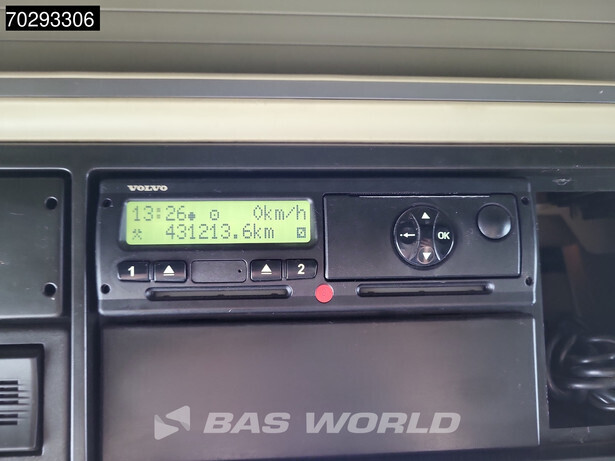 70293306
VOLVO
13:26 0km/h
431213.6km
1 2 OK
BAS WORLD